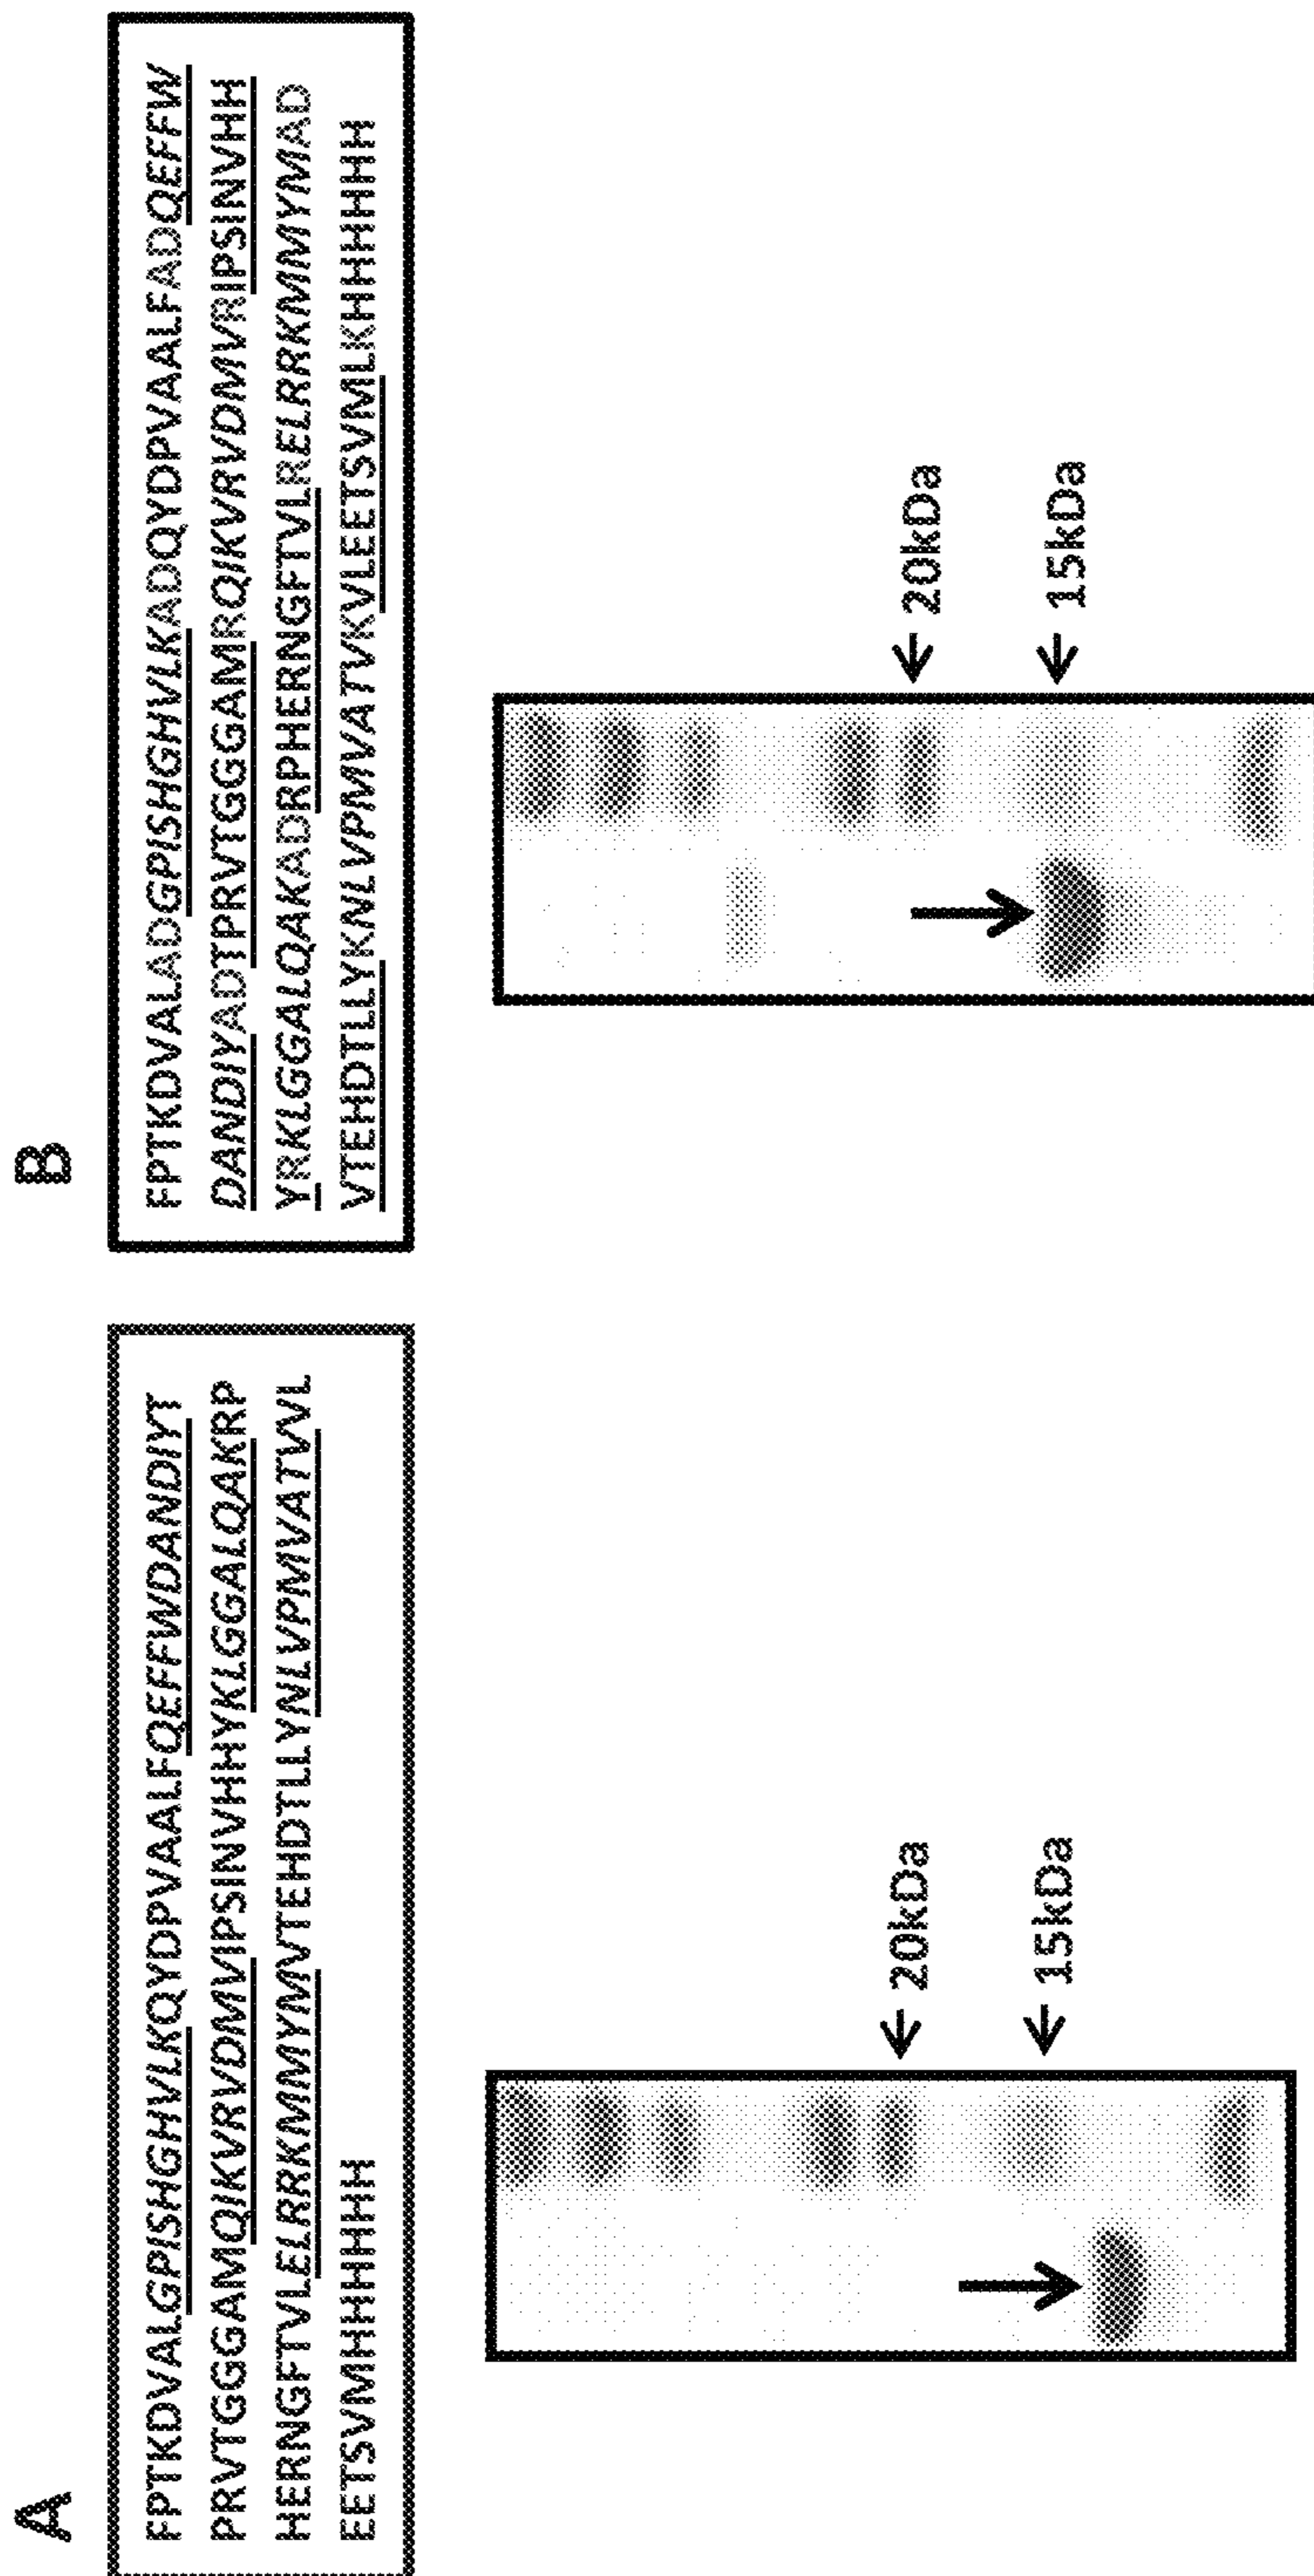 A
FPTKDVALGPISHGHVLKQYDPVAALFQEFFWDANDIYT
PRVTGGGAMQIKVRVDMVIPSINVHHYKLGGALQAKRP
HERNGFTVLELRRKMMYMVTEHDTLLYNLVPMVATVVL
EETSVMHHHHHH
20kDa
15kDa
B
FPTKDVALADGPISHGHVLKADQYDPVAALFADQEFFW
DANDIYADTPRVTGGGAMRQIKVRVDMVRIPSINVHH
YRKLGGALQAKADRPHERNGFTVLRELRRKMMYMAD
VTEHDTLLYKNLVPMVATVKVLEETSVMLKHHHHHH
20kDa
15kDa